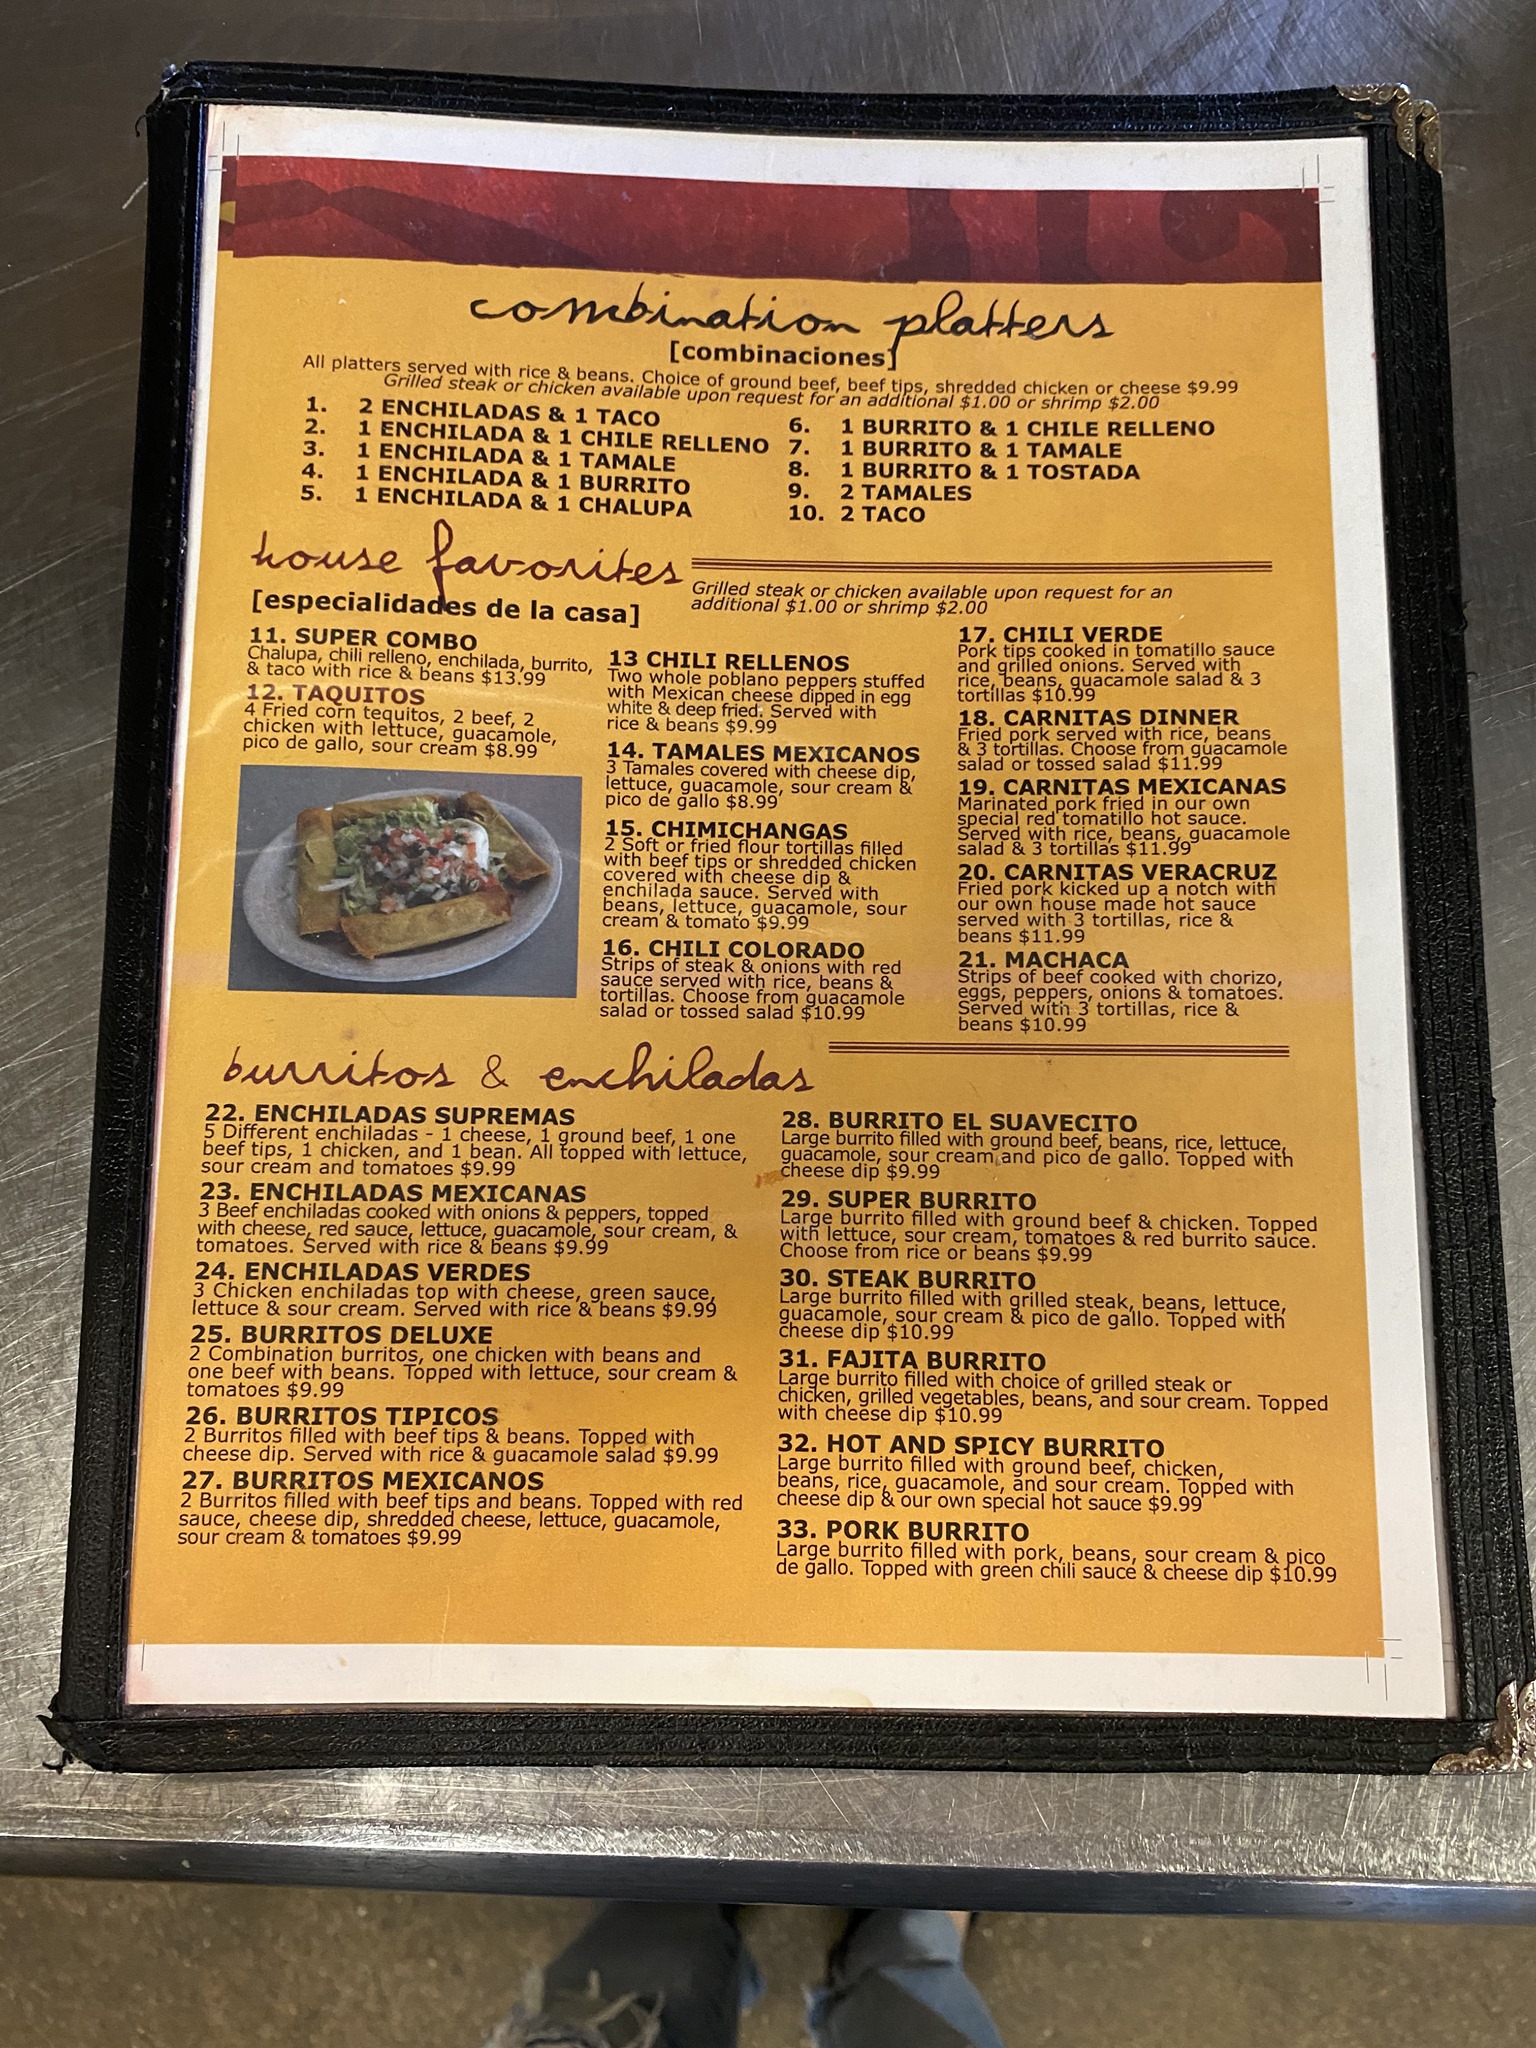 combination platters
[combinaciones]
All platters served with rice & beans. Choice of ground beef, beef tips, shredded chicken or cheese $9.99
Grilled steak or chicken available upon request for an additional $1.00 or shrimp $2.00
1. 2 ENCHILADAS & 1 TACO
2. 1 ENCHILADA & 1 CHILE RELLENO
3. 1 ENCHILADA & 1 TAMALE
4. 1 ENCHILADA & 1 BURRITO
5. 1 ENCHILADA & 1 CHALUPA
6. 1 BURRITO & 1 CHILE RELLENO
7. 1 BURRITO & 1 TAMALE
8. 1 BURRITO & 1 TOSTADA
9. 2 TAMALES
10. 2 TACO
house favorites
[especialidades de la casa]
Grilled steak or chicken available upon request for an
additional $1.00 or shrimp $2.00
11. SUPER COMBO
Chalupa, chili relleno, enchilada, burrito,
& taco with rice & beans $13.99
12. TAQUITOS
4 Fried corn tequitos, 2 beef, 2
chicken with lettuce, guacamole,
pico de gallo, sour cream $8.99
13 CHILI RELLENOS
Two whole poblano peppers stuffed
with Mexican cheese dipped in egg
white & deep fried. Served with
rice & beans $9.99
14. TAMALES MEXICANOS
3 Tamales covered with cheese dip,
lettuce, guacamole, sour cream &
pico de gallo $8.99
15. CHIMICHANGAS
2 Soft or fried flour tortillas filled
with beef tips or shredded chicken
covered with cheese dip &
enchilada sauce. Served with
beans, lettuce, guacamole, sour
cream & tomato $9.99
16. CHILI COLORADO
Strips of steak & onions with red
sauce served with rice, beans &
tortillas. Choose from guacamole
salad or tossed salad $10.99
17. CHILI VERDE
Pork tips cooked in tomatillo sauce
and grilled onions. Served with
rice, beans, guacamole salad & 3
tortillas $10.99
18. CARNITAS DINNER
Fried pork served with rice, beans
& 3 tortillas. Choose from guacamole
salad or tossed salad $11.99
19. CARNITAS MEXICANAS
Marinated pork fried in our own
special red tomatillo hot sauce.
Served with rice, beans, guacamole
salad & 3 tortillas $11.99
20. CARNITAS VERACRUZ
Fried pork kicked up a notch with
our own house made hot sauce
served with 3 tortillas, rice &
beans $11.99
21. MACHACA
Strips of beef cooked with chorizo,
eggs, peppers, onions & tomatoes.
Served with 3 tortillas, rice &
beans $10.99
burritos & enchiladas
22. ENCHILADAS SUPREMAS
5 Different enchiladas - 1 cheese, 1 ground beef, 1 one
beef tips, 1 chicken, and 1 bean. All topped with lettuce,
sour cream and tomatoes $9.99
23. ENCHILADAS MEXICANAS
3 Beef enchiladas cooked with onions & peppers, topped
with cheese, red sauce, lettuce, guacamole, sour cream, &
tomatoes. Served with rice & beans $9.99
24. ENCHILADAS VERDES
3 Chicken enchiladas top with cheese, green sauce,
lettuce & sour cream. Served with rice & beans $9.99
25. BURRITOS DELUXE
2 Combination burritos, one chicken with beans and
one beef with beans. Topped with lettuce, sour cream &
tomatoes $9.99
26. BURRITOS TIPICOS
2 Burritos filled with beef tips & beans. Topped with
cheese dip. Served with rice & guacamole salad $9.99
27. BURRITOS MEXICANOS
2 Burritos filled with beef tips and beans. Topped with red
sauce, cheese dip, shredded cheese, lettuce, guacamole,
sour cream & tomatoes $9.99
28. BURRITO EL SUAVECITO
Large burrito filled with ground beef, beans, rice, lettuce,
guacamole, sour cream and pico de gallo. Topped with
cheese dip $9.99
29. SUPER BURRITO
Large burrito filled with ground beef & chicken. Topped
with lettuce, sour cream, tomatoes & red burrito sauce.
Choose from rice or beans $9.99
30. STEAK BURRITO
Large burrito filled with grilled steak, beans, lettuce,
guacamole, sour cream & pico de gallo. Topped with
cheese dip $10.99
31. FAJITA BURRITO
Large burrito filled with choice of grilled steak or
chicken, grilled vegetables, beans, and sour cream. Topped
with cheese dip $10.99
32. HOT AND SPICY BURRITO
Large burrito filled with ground beef, chicken,
beans, rice, guacamole, and sour cream. Topped with
cheese dip & our own special hot sauce $9.99
33. PORK BURRITO
Large burrito filled with pork, beans, sour cream & pico
de gallo. Topped with green chili sauce & cheese dip $10.99